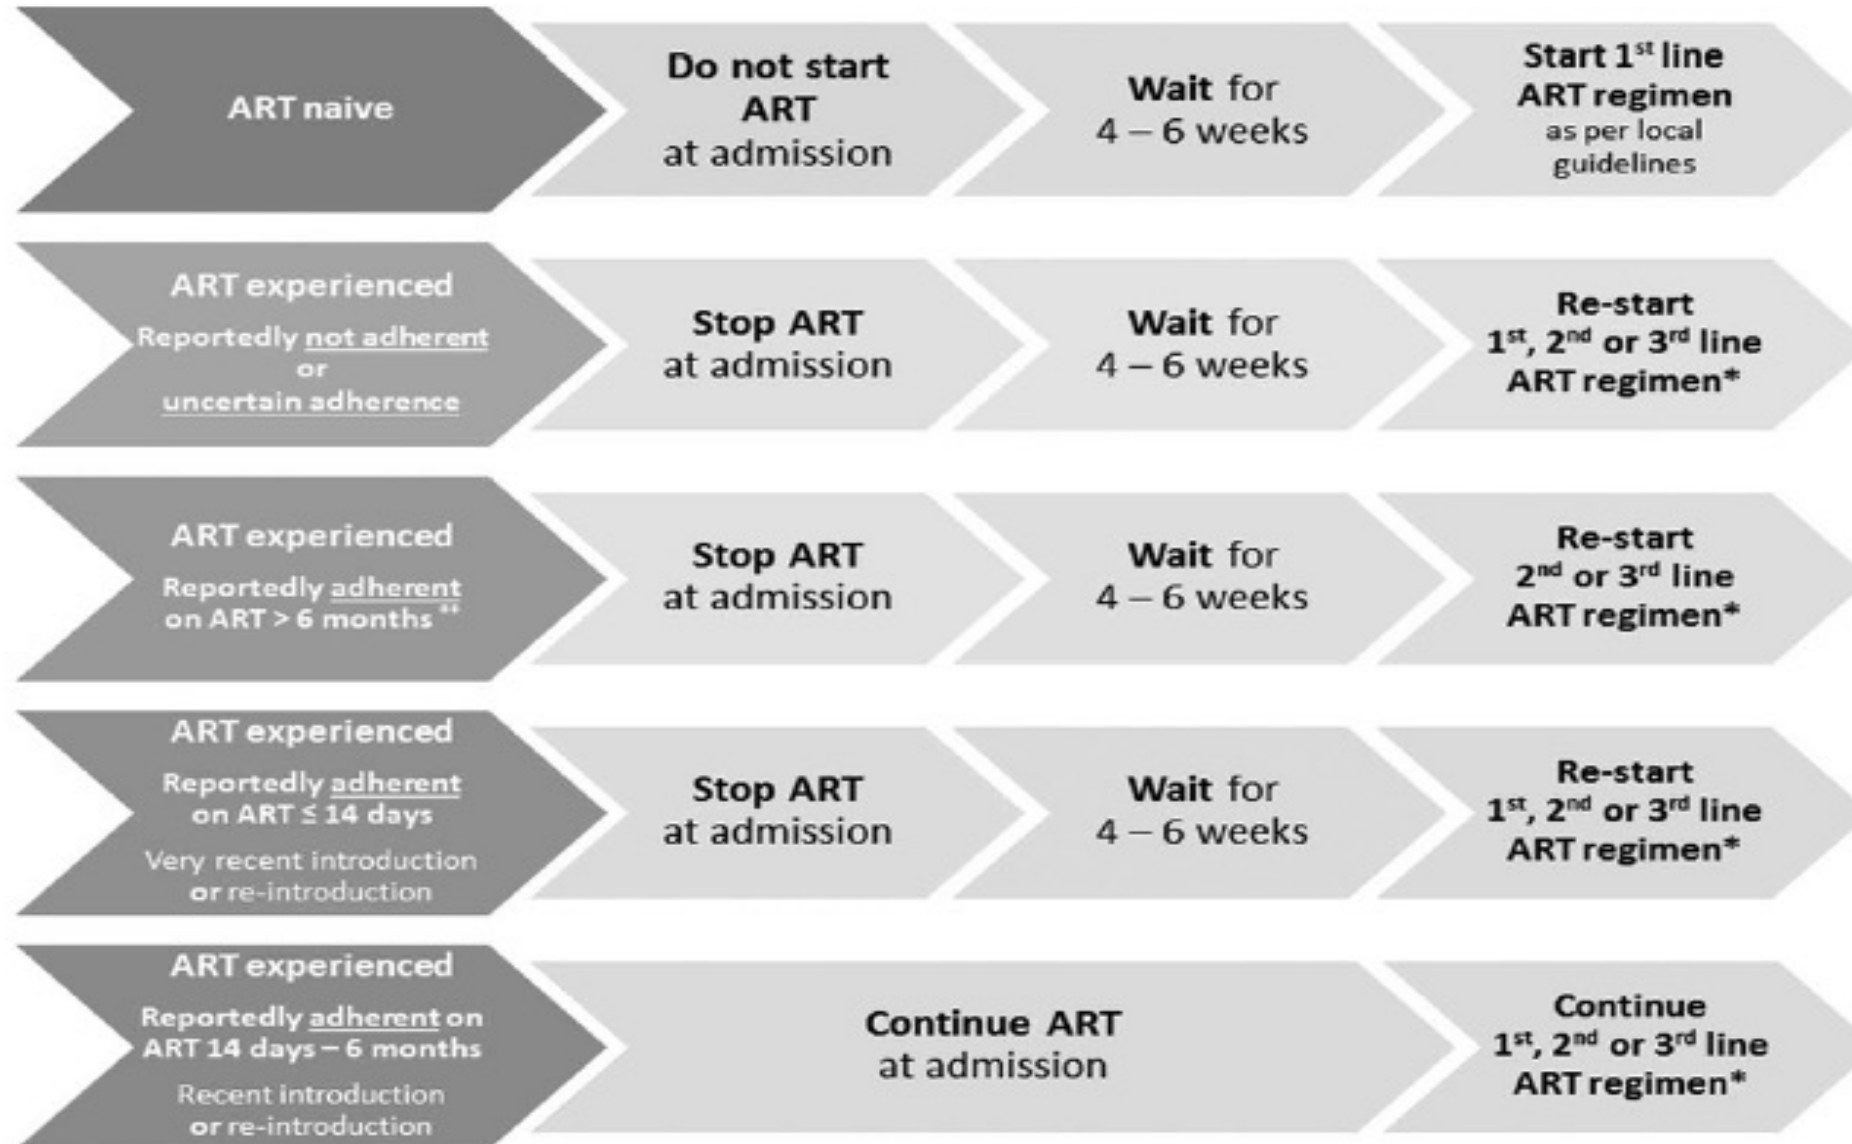 ART naive
Do not start
ART
at admission
Wait for
4 – 6 weeks
Start 1st line
ART regimen
as per local
guidelines
ART experienced
Reportedly not adherent
or
uncertain adherence
Stop ART
at admission
Wait for
4 – 6 weeks
Re-start
1st, 2nd or 3rd line
ART regimen*
ART experienced
Reportedly adherent
on ART > 6 months **
Stop ART
at admission
Wait for
4 – 6 weeks
Re-start
2nd or 3rd line
ART regimen*
ART experienced
Reportedly adherent
on ART ≤ 14 days
Very recent introduction
or re-introduction
Stop ART
at admission
Wait for
4 – 6 weeks
Re-start
1st, 2nd or 3rd line
ART regimen*
ART experienced
Reportedly adherent on
ART 14 days – 6 months
Recent introduction
or re-introduction
Continue ART
at admission
Continue
1st, 2nd or 3rd line
ART regimen*